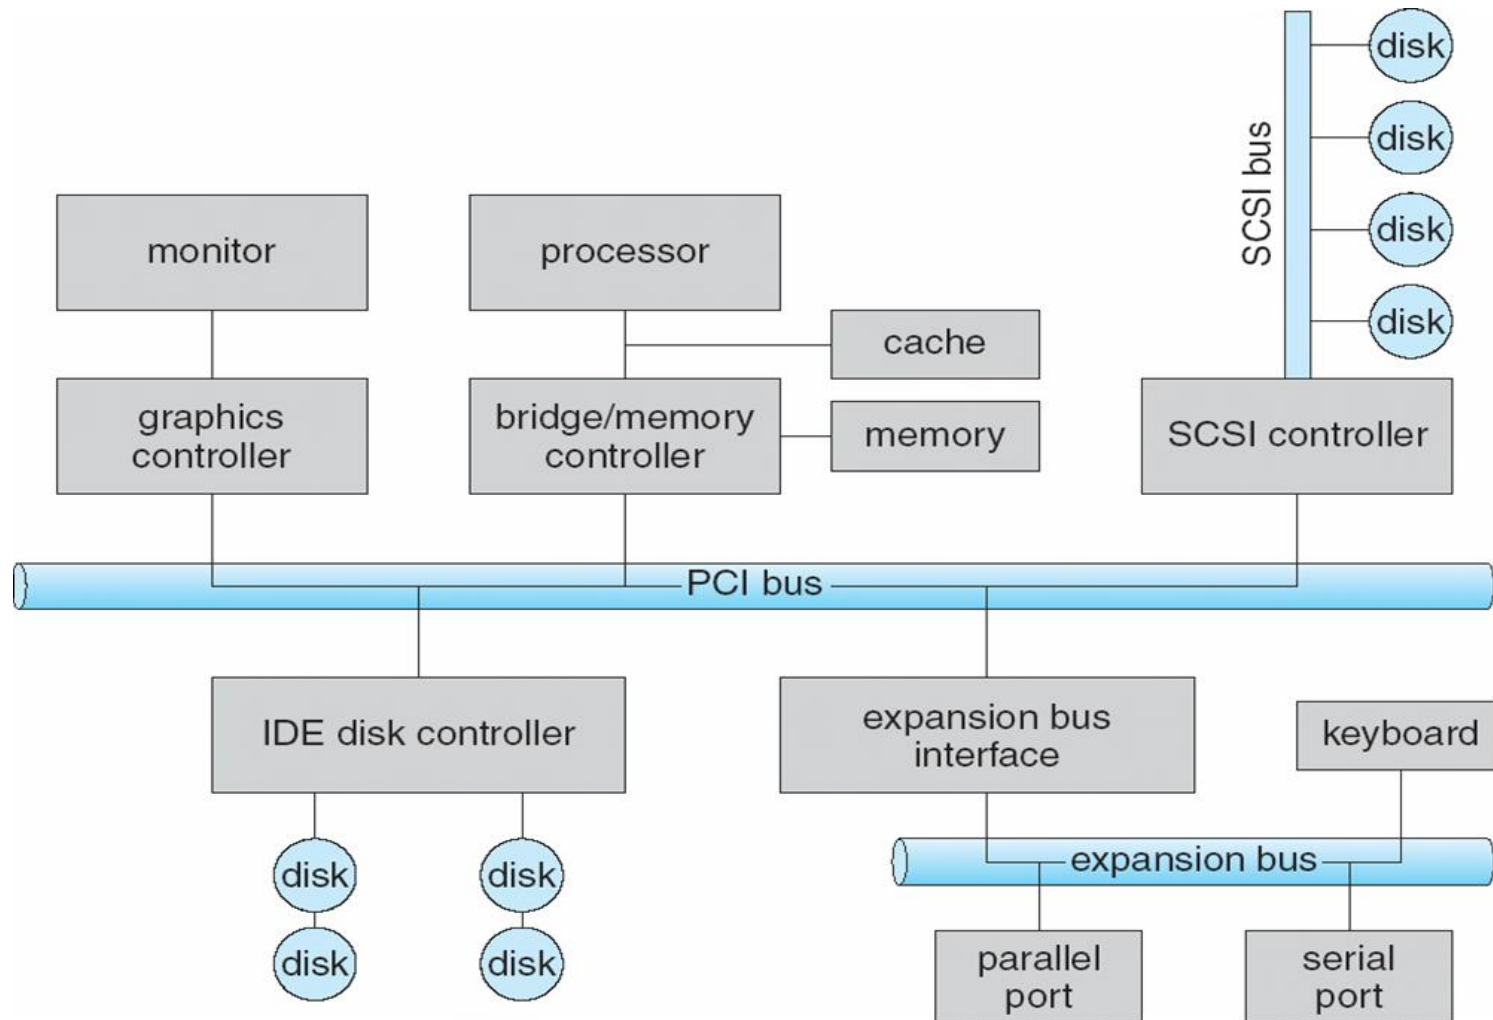 disk
disk
SCSI bus
disk
disk
monitor
processor
cache
graphics
controller
bridge/memory
controller
memory
SCSI controller
PCI bus
IDE disk controller
expansion bus
interface
keyboard
expansion bus
disk
disk
disk
disk
parallel
port
serial
port